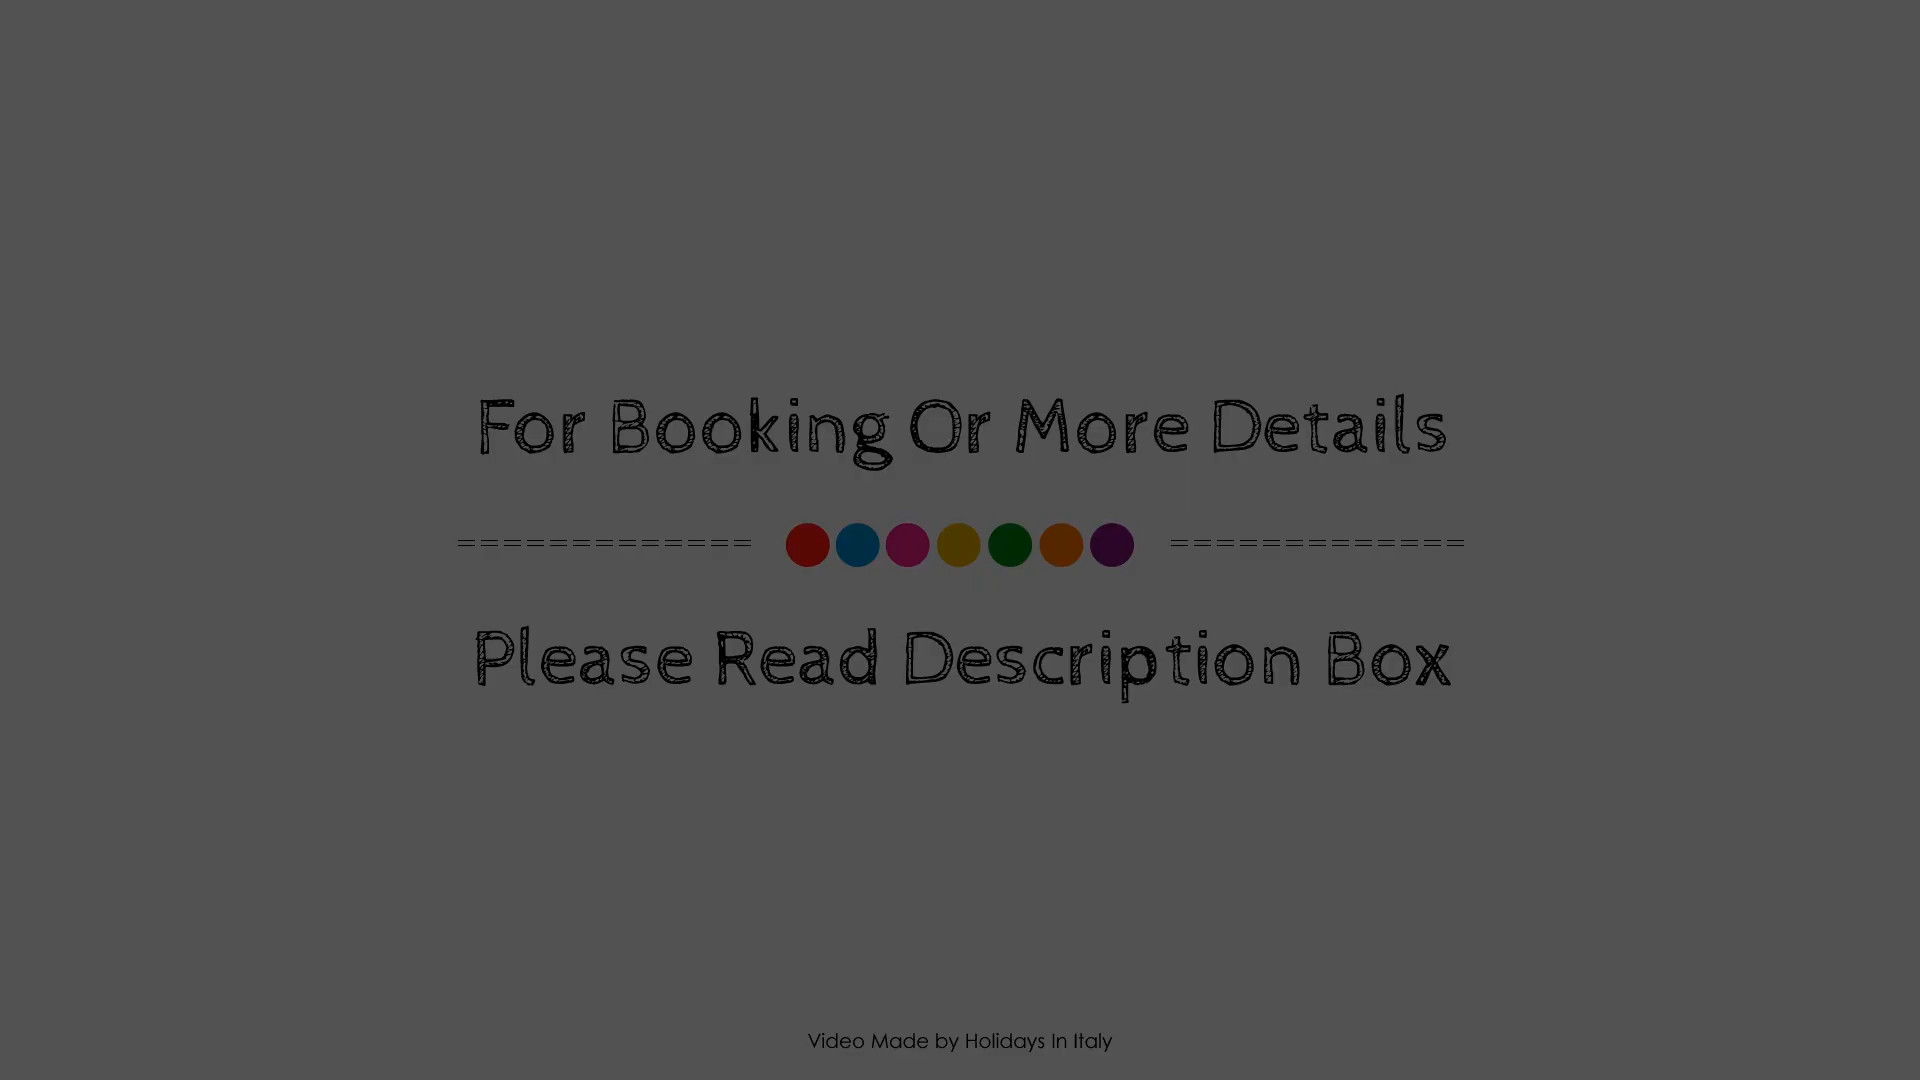 For Booking Or More Details
============= =============
Please Read Description Box
Video Made by Holidays In Italy